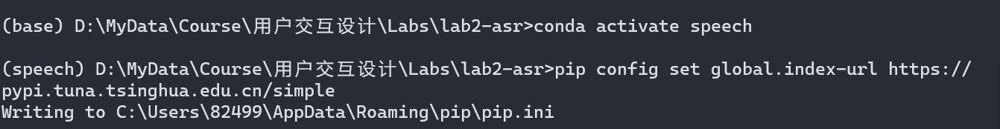 (base) D:\MyData\Course\用户交互设计\Labs\lab2-asr>conda activate speech
(speech) D:\MyData\Course\用户交互设计\Labs\lab2-asr>pip config set global.index-url https://
pypi.tuna.tsinghua.edu.cn/simple
Writing to C:\Users\82499\AppData\Roaming\pip\pip.ini